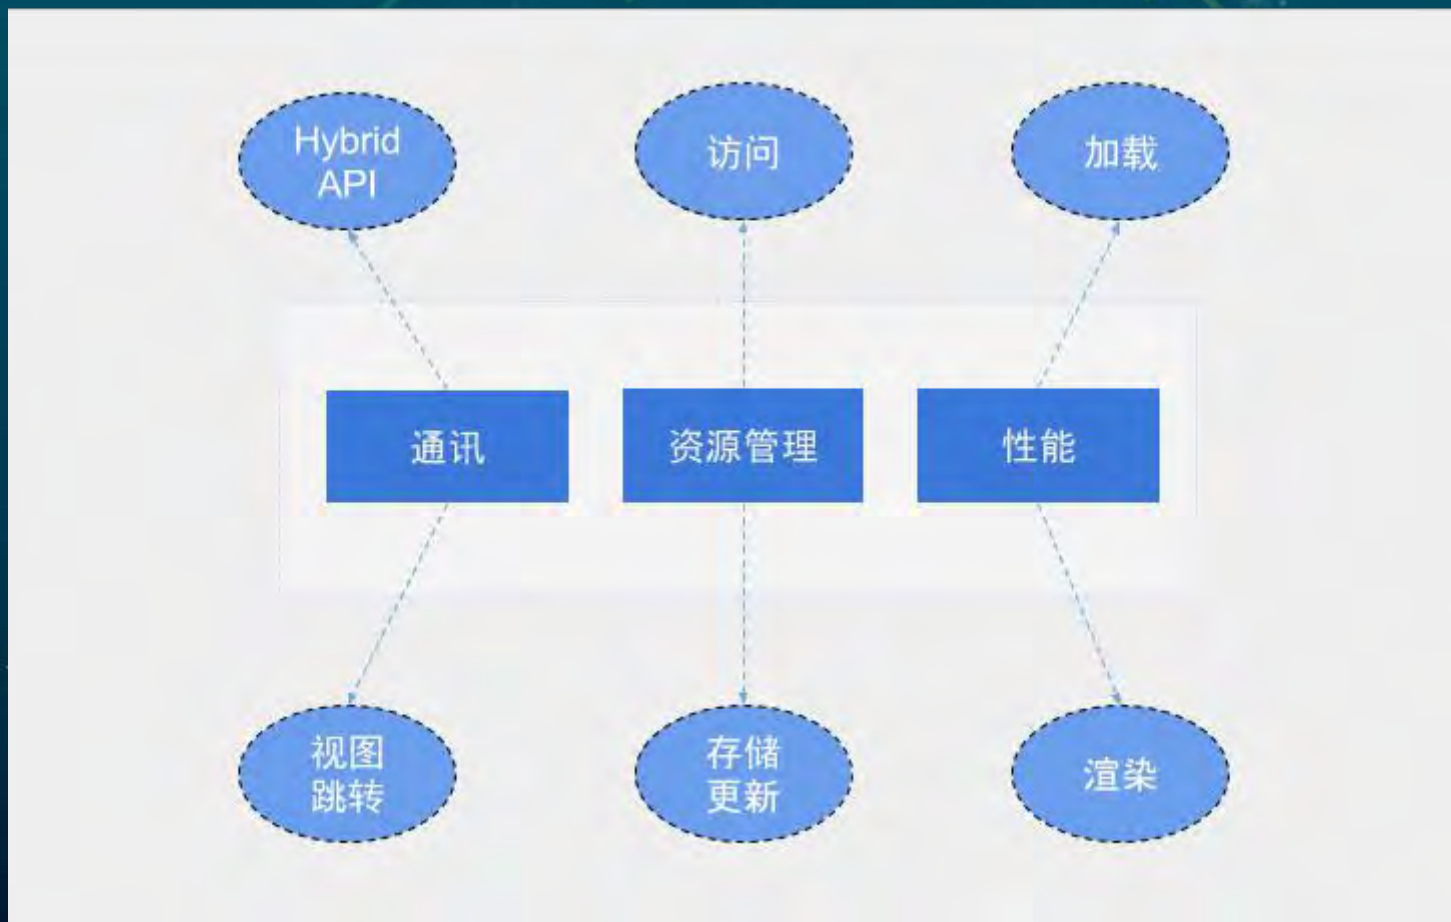 Hybrid
API
访问
加载
通讯
资源管理
性能
视图
跳转
存储
更新
渲染